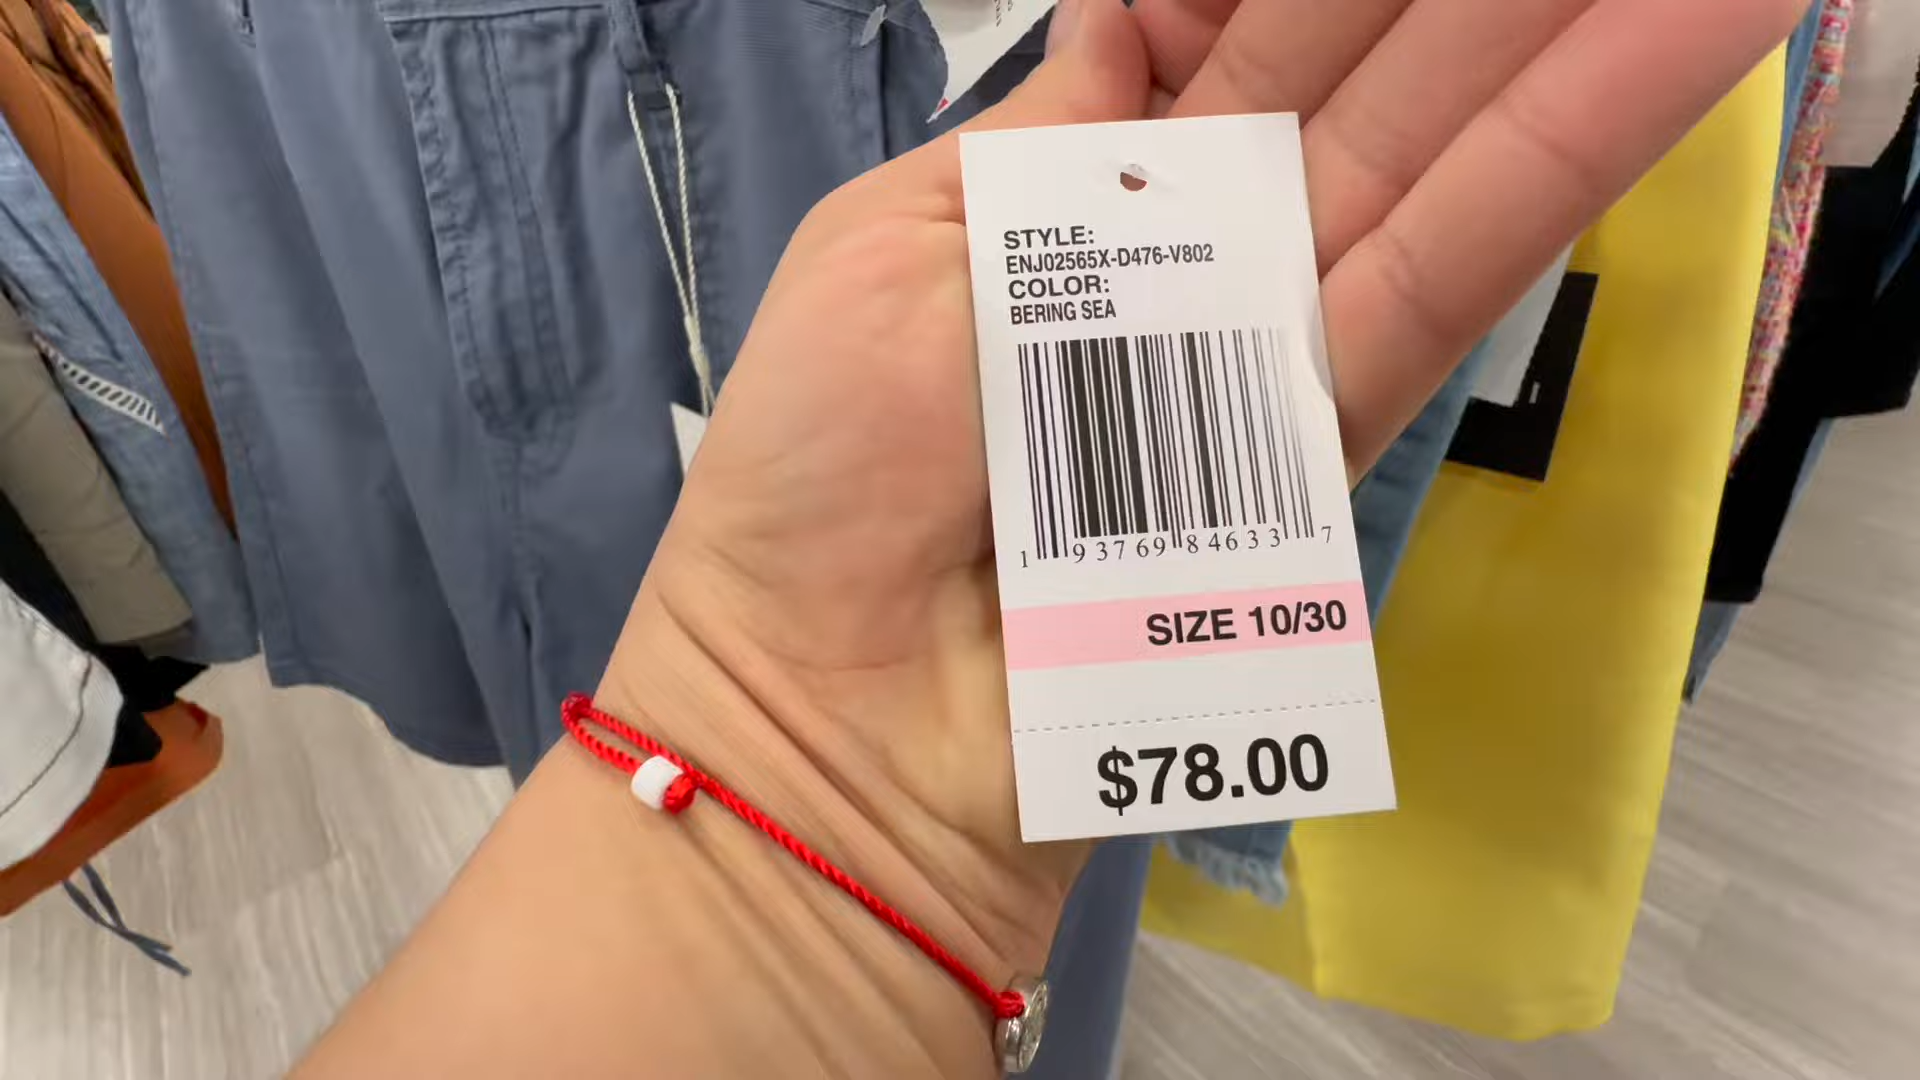 STYLE:
ENJ02565X-D476-V802
COLOR:
BERING SEA
1 93769 84633 7
SIZE 10/30
$78.00